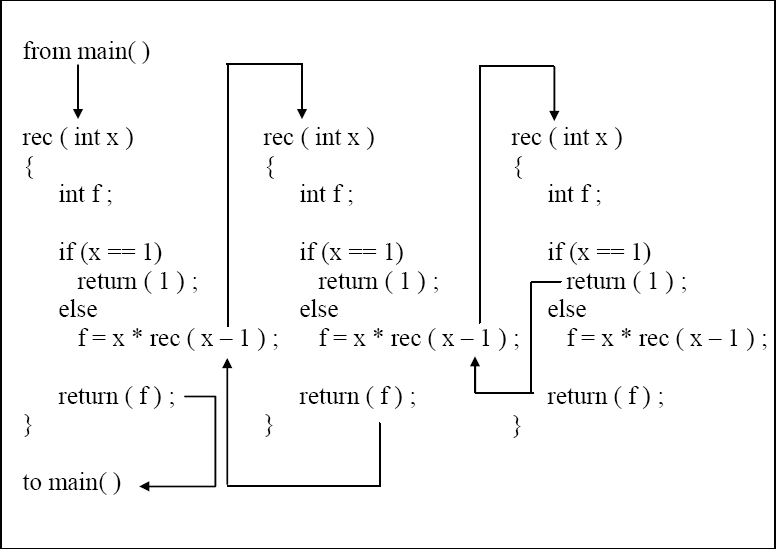 from main( )
rec ( int x )
{
int f ;
if (x == 1)
return ( 1 ) ;
else
f = x * rec ( x – 1 ) ;
return ( f ) ;
}
to main( )
rec ( int x )
{
int f ;
if (x == 1)
return ( 1 ) ;
else
f = x * rec ( x – 1 ) ;
return ( f ) ;
}
rec ( int x )
{
int f ;
if (x == 1)
return ( 1 ) ;
else
f = x * rec ( x – 1 ) ;
return ( f ) ;
}